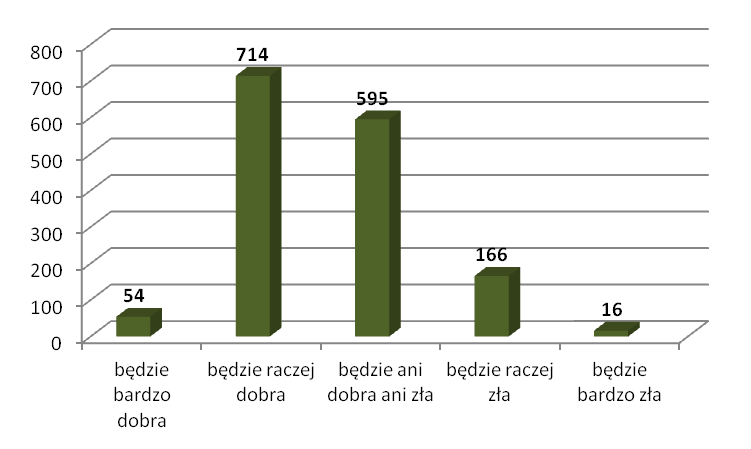 800
700
600
500
400
300
200
100
0
54
714
595
166
16
będzie
bardzo
dobra
będzie raczej
dobra
będzie ani
dobra ani zła
będzie raczej
zła
będzie
bardzo zła